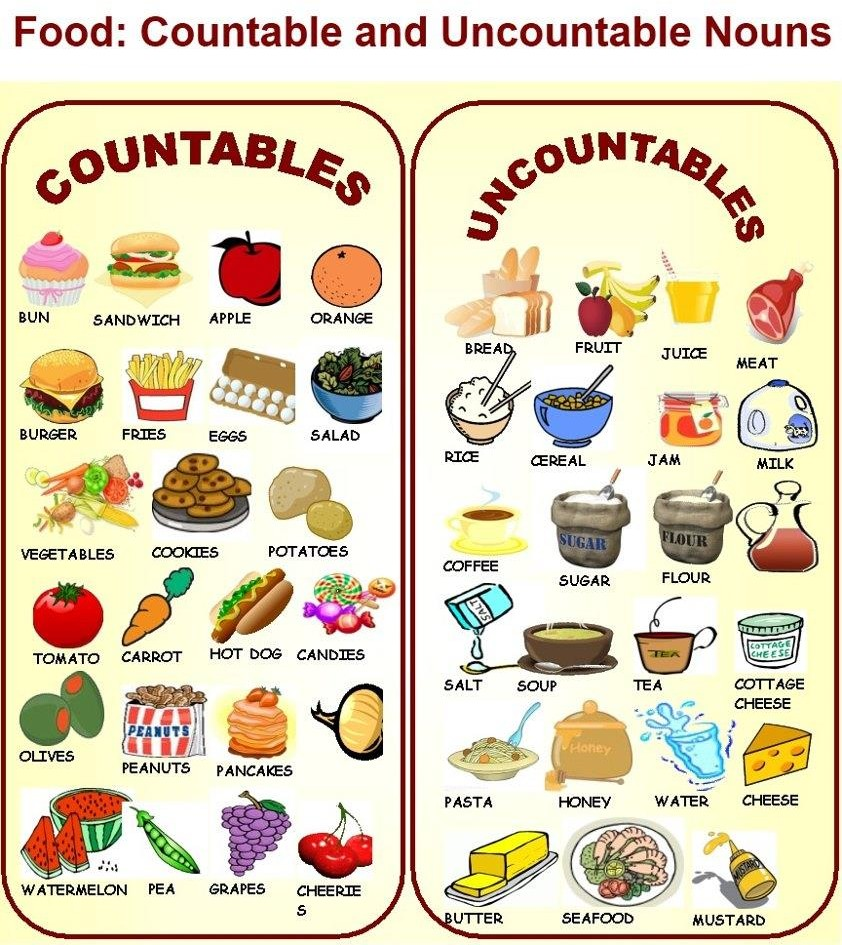 Food: Countable and Uncountable Nouns
COUNTABLES
BUN SANDWICH APPLE ORANGE
BURGER FRIES EGGS SALAD
VEGETABLES COOKIES POTATOES
TOMATO CARROT HOT DOG CANDIES
OLIVES PEANUTS PEANUTS PANCAKES
WATERMELON PEA GRAPES CHEERIE
S
UNCOUNTABLES
BREAD FRUIT JUICE MEAT
RICE CEREAL JAM MILK
SUGAR FLOUR
COFFEE SUGAR FLOUR
SALT TEA COTTAGE
CHEESE
SALT SOUP TEA COTTAGE
CHEESE
Honey
PASTA HONEY WATER CHEESE
MUSTARD
BUTTER SEAFOOD MUSTARD